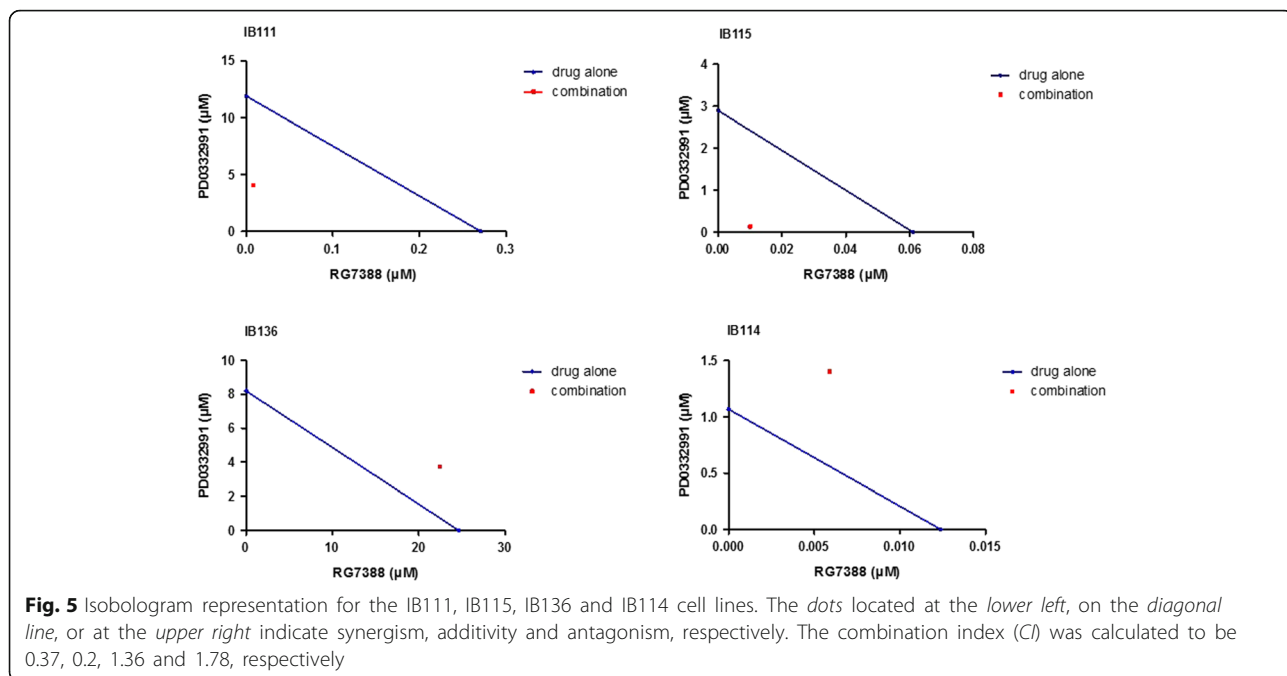 IB111
15
10
5
0
0.0 0.1 0.2 0.3
PD0332991 (µM)
RG7388 (µM)
drug alone
combination
IB115
4
3
2
1
0
0.00 0.02 0.04 0.06 0.08
PD0332991 (µM)
RG7388 (µM)
drug alone
combination
IB136
10
8
6
4
2
0
0 10 20 30
PD0332991 (µM)
RG7388 (µM)
drug alone
combination
IB114
1.5
1.0
0.5
0.0
0.000 0.005 0.010 0.015
PD0332991 (µM)
RG7388 (µM)
drug alone
combination
Fig. 5 Isobologram representation for the IB111, IB115, IB136 and IB114 cell lines. The dots located at the lower left, on the diagonal
line, or at the upper right indicate synergism, additivity and antagonism, respectively. The combination index (CI) was calculated to be
0.37, 0.2, 1.36 and 1.78, respectively